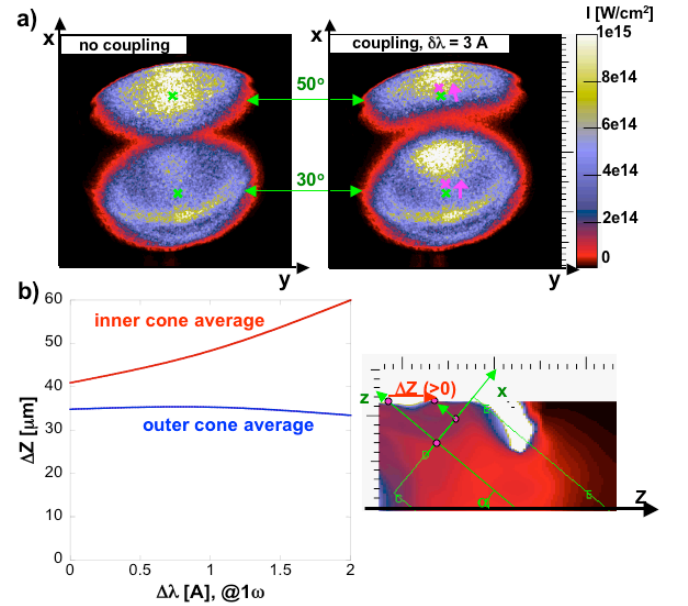 a)
I [W/cm²]
x
no coupling
x
coupling, δλ = 3 A
1e15
50°
8e14
6e14
4e14
30°
2e14
0
y
y
b)
60
50
40
30
20
10
0
ΔZ [μm]
inner cone average
outer cone average
0
0.5
1
1.5
2
Δλ [A], @1ω
z
ΔZ (>0)
x
E
D
C
α
E
Z